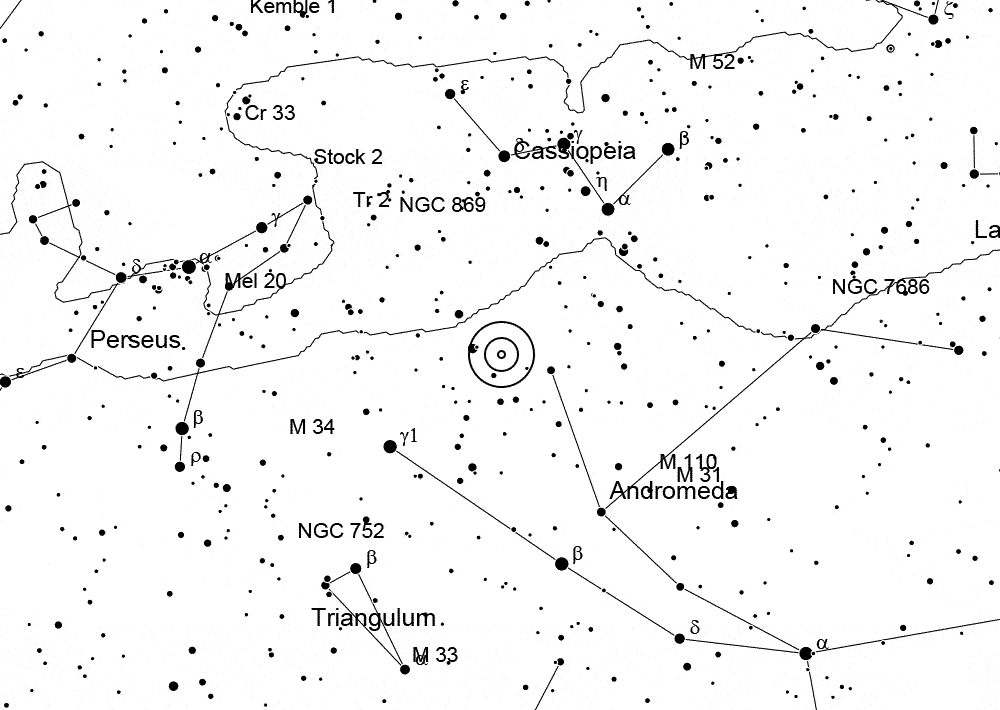 Kemble 1
ζ
M 52
ε
Cr 33
γ
δ
Cassiopeia
β
Stock 2
η
α
Tr 2
NGC 869
γ
La
α
δ
Mel 20
NGC 7686
Perseus
ε
β
M 34
γ1
ρ
M 110
M 31
Andromeda
NGC 752
β
β
Triangulum
δ
α
M 33
α